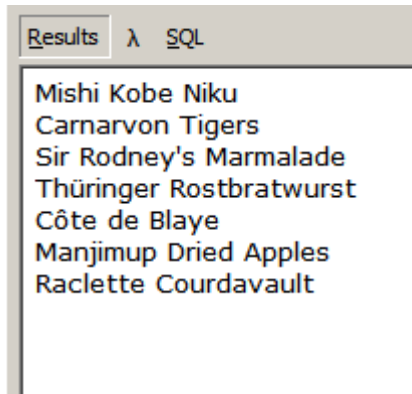 Results λ SQL
Mishi Kobe Niku
Carnarvon Tigers
Sir Rodney's Marmalade
Thüringer Rostbratwurst
Côte de Blaye
Manjimup Dried Apples
Raclette Courdavault